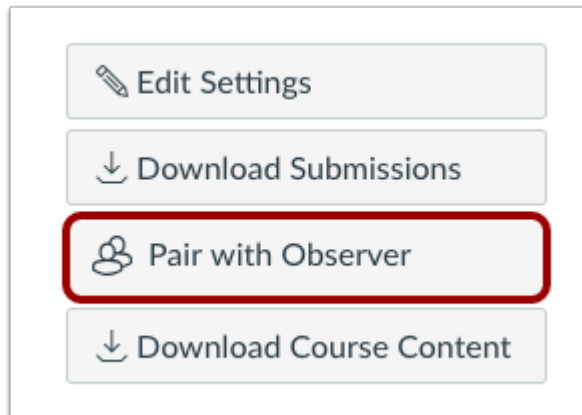 Edit Settings
Download Submissions
Pair with Observer
Download Course Content